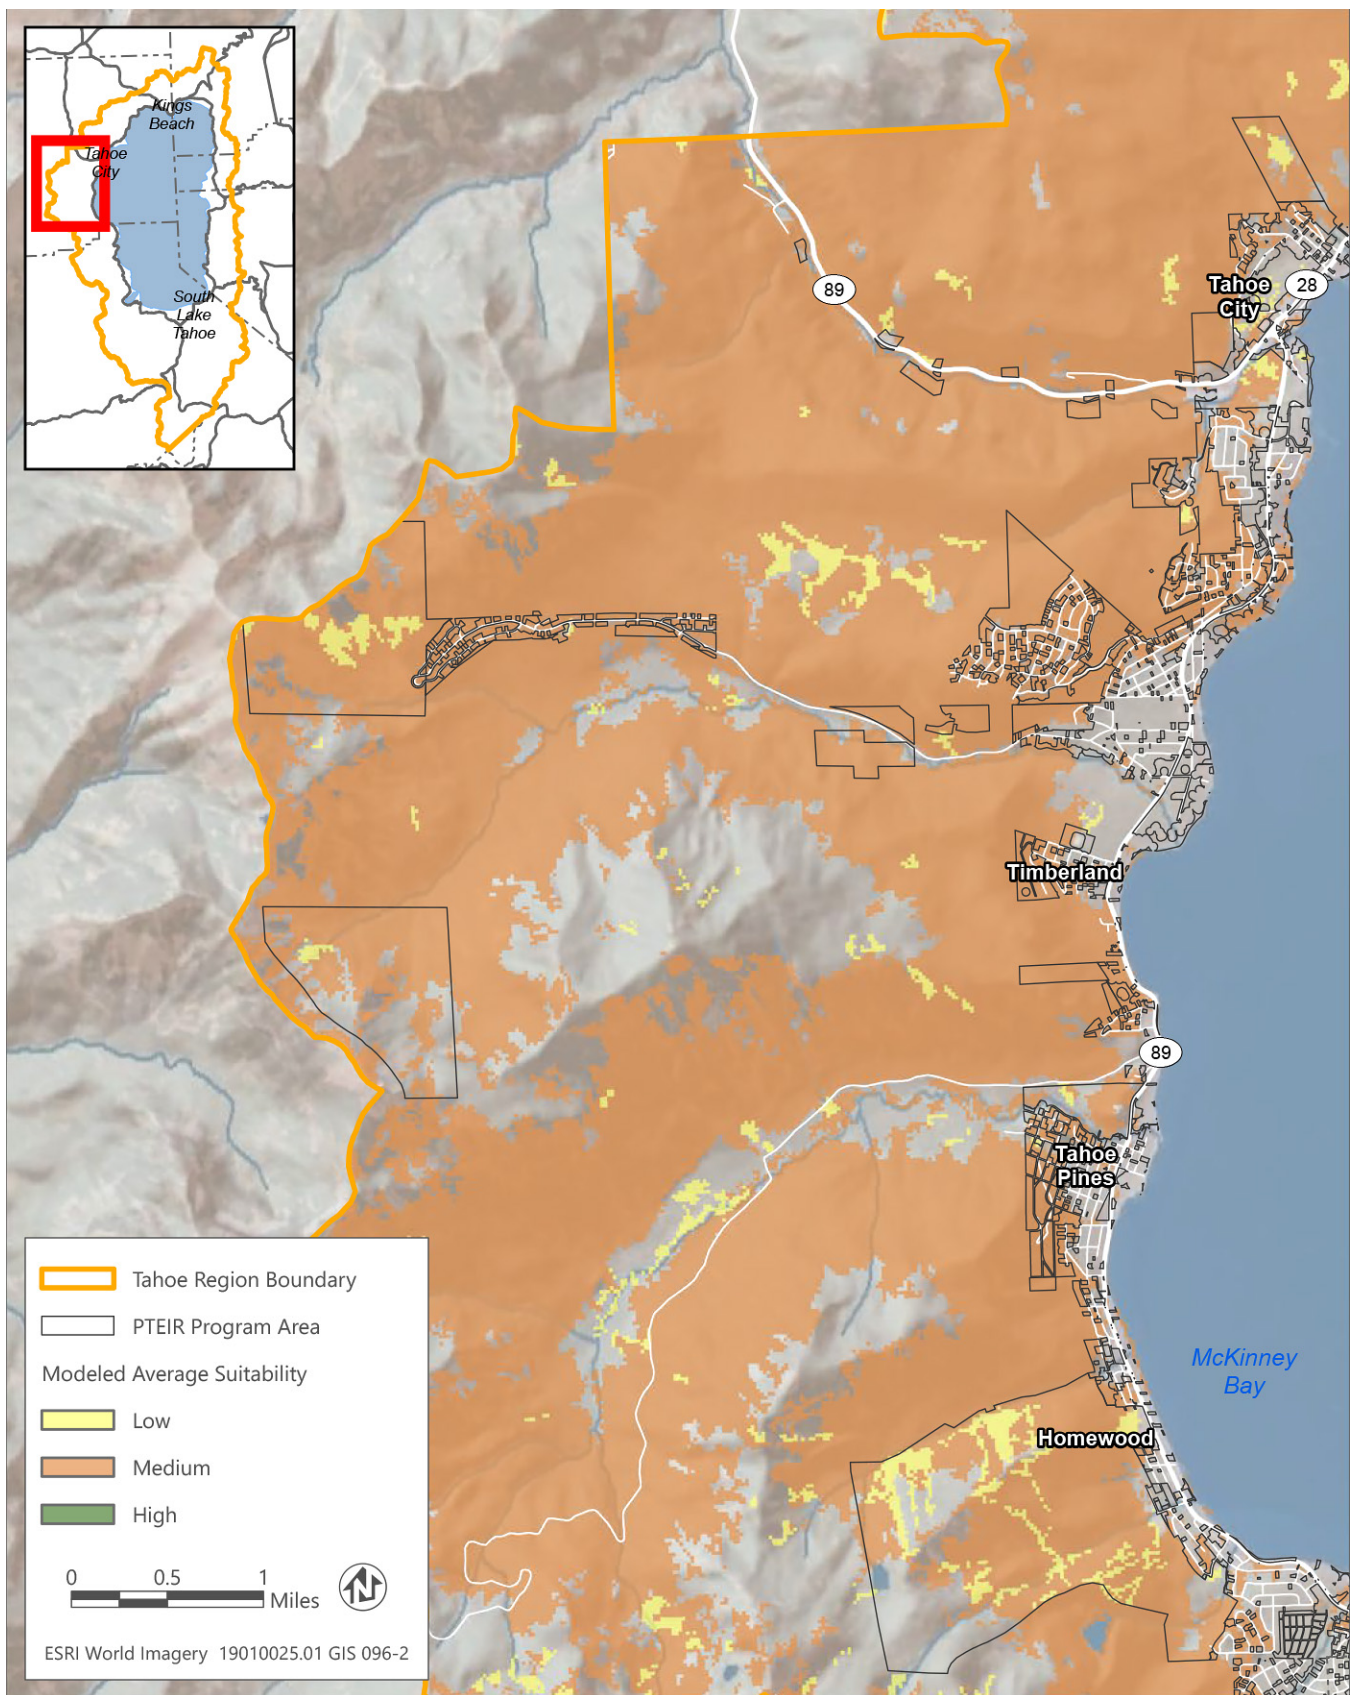 Kings
Beach
Tahoe
City
South
Lake
Tahoe
89
28
Tahoe
City
Timberland
89
Tahoe
Pines
McKinney
Bay
Homewood
Tahoe Region Boundary
PTEIR Program Area
Modeled Average Suitability
Low
Medium
High
0 0.5 1
Miles
N
ESRI World Imagery 19010025.01 GIS 096-2